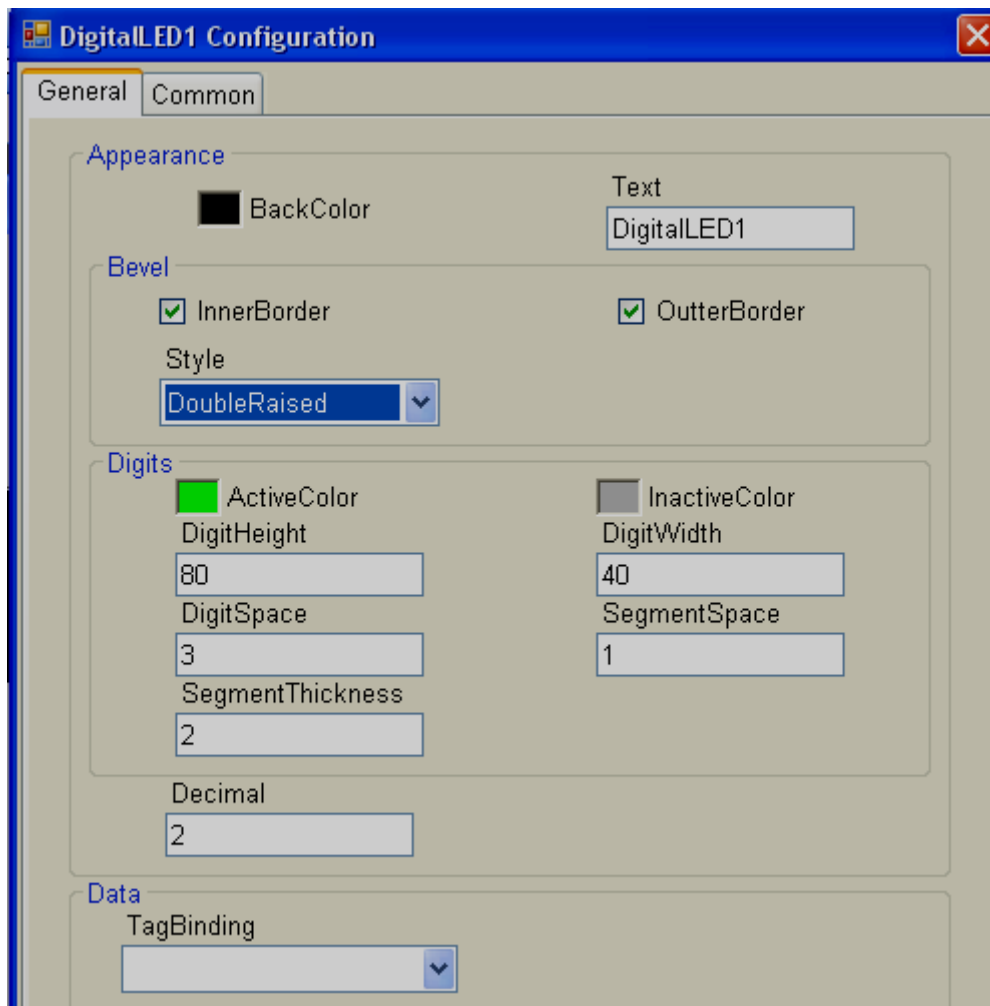 DigitalLED1 Configuration
General
Common
Appearance
BackColor
Text
DigitalLED1
Bevel
InnerBorder
OutterBorder
Style
DoubleRaised
Digits
ActiveColor
InactiveColor
DigitHeight
DigitWidth
80
40
DigitSpace
SegmentSpace
3
1
SegmentThickness
2
Decimal
2
Data
TagBinding